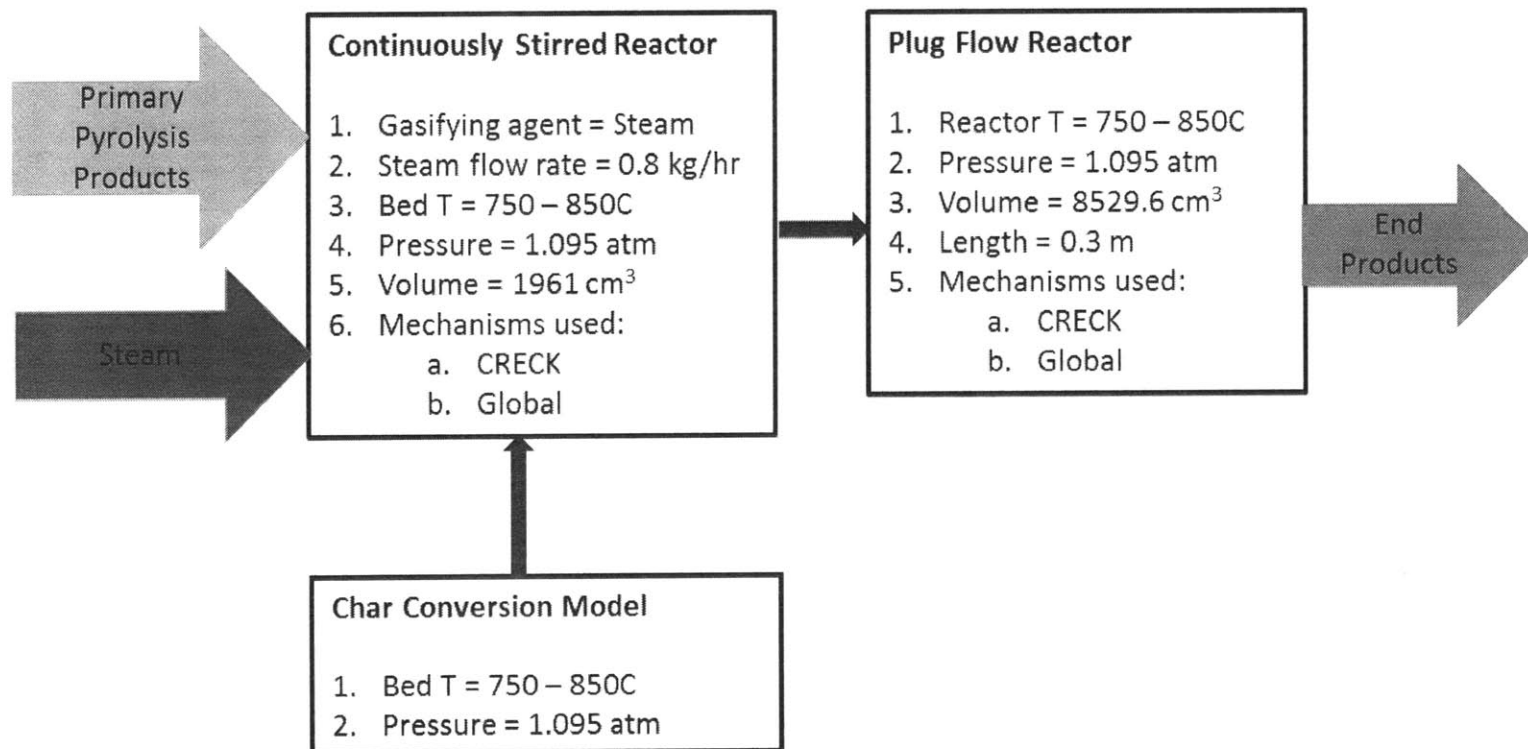 Primary
Pyrolysis
Products
Steam
Continuously Stirred Reactor
1. Gasifying agent = Steam
2. Steam flow rate = 0.8 kg/hr
3. Bed T = 750 – 850C
4. Pressure = 1.095 atm
5. Volume = 1961 cm³
6. Mechanisms used:
a. CRECK
b. Global
Plug Flow Reactor
1. Reactor T = 750 – 850C
2. Pressure = 1.095 atm
3. Volume = 8529.6 cm³
4. Length = 0.3 m
5. Mechanisms used:
a. CRECK
b. Global
End
Products
Char Conversion Model
1. Bed T = 750 – 850C
2. Pressure = 1.095 atm